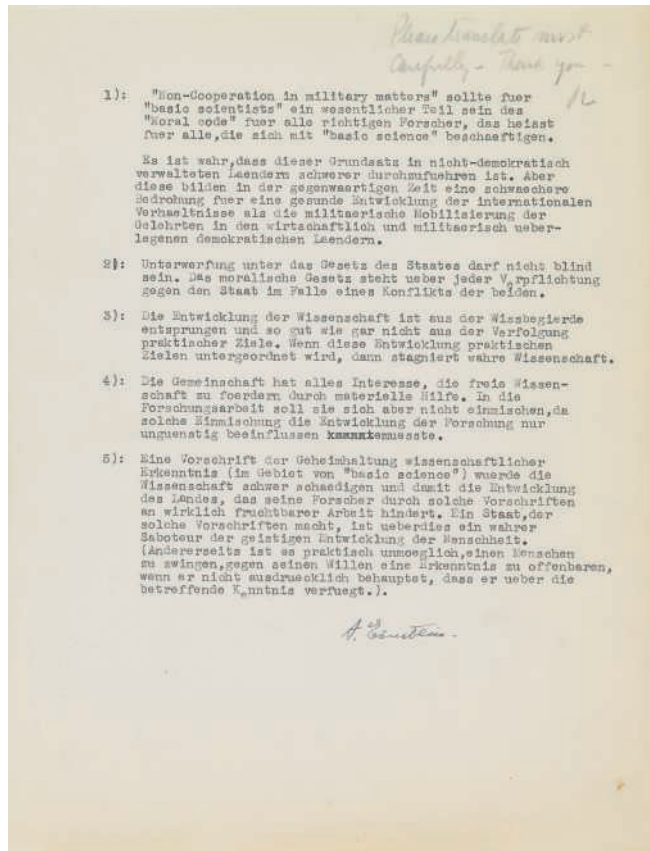 Please translate most
carefully - Thank you -
1): "Non-Cooperation in military matters" sollte fuer
"basic scientists" ein wesentlicher Teil sein des
"Moral code" fuer alle richtigen Forscher, das heisst
fuer alle,die sich mit "basic science" beschaeftigen.
Es ist wahr,dass dieser Grundsatz in nicht-demokratisch
verwalteten Laendern schwerer durchzufuehren ist. Aber
diese bilden in der gegenwaertigen Zeit eine schwaechere
Bedrohung fuer eine gesunde Entwicklung der internationalen
Verhaeltnisse als die militaerische Mobilisierung der
Gelehrten in den wirtschaftlich und militaerisch ueber-
legenen demokratischen Laendern.
2): Unterwerfung unter das Gesetz des Staates darf nicht blind
sein. Das moralische Gesetz steht ueber jeder Verpflichtung
gegen den Staat im Falle eines Konflikts der beiden.
3): Die Entwicklung der Wissenschaft ist aus der Wissbegierde
entsprungen und so gut wie gar nicht aus der Verfolgung
praktischer Ziele. Wenn diese Entwicklung praktischen
Zielen untergeordnet wird, dann stagniert wahre Wissenschaft.
4): Die Gemeinschaft hat alles Interesse, die freie Wissen-
schaft zu foerdern durch materielle Hilfe. In die
Forschungsarbeit soll sie sich aber nicht einmischen,da
solche Einmischung die Entwicklung der Forschung nur
unguenstig beeinflussen muesste.
5): Eine Vorschrift der Geheimhaltung wissenschaftlicher
Erkenntnis (im Gebiet von "basic science") wuerde die
Wissenschaft schwer schaedigen und damit die Entwicklung
des Landes, das seine Forscher durch solche Vorschriften
an wirklich fruchtbarer Arbeit hindert. Ein Staat,der
solche Vorschriften macht, ist ueberdies ein wahrer
Saboteur der geistigen Entwicklung der Menschheit.
(Andererseits ist es praktisch unmoeglich,einen Menschen
zu zwingen,gegen seinen Willen eine Erkenntnis zu offenbaren,
wenn er nicht ausdruecklich behauptet, dass er ueber die
betreffende Kenntnis verfuegt.).
A. Einstein.